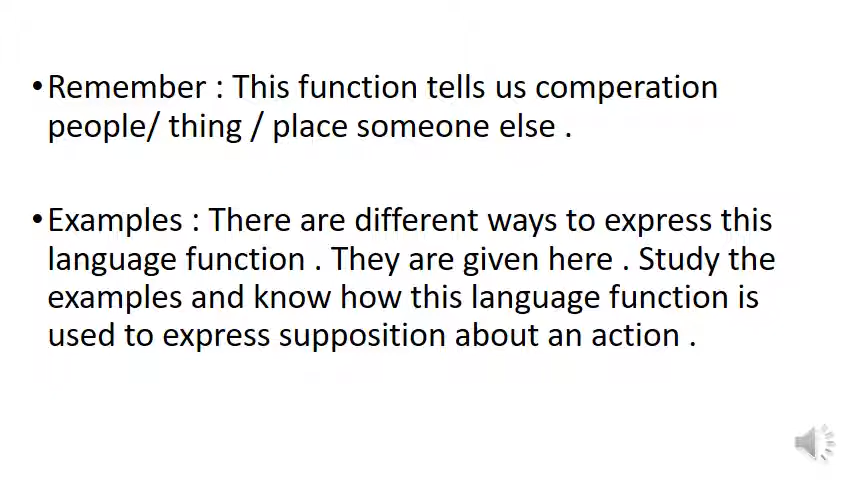 •Remember : This function tells us comperation
people/ thing / place someone else .
•Examples : There are different ways to express this
language function . They are given here . Study the
examples and know how this language function is
used to express supposition about an action .